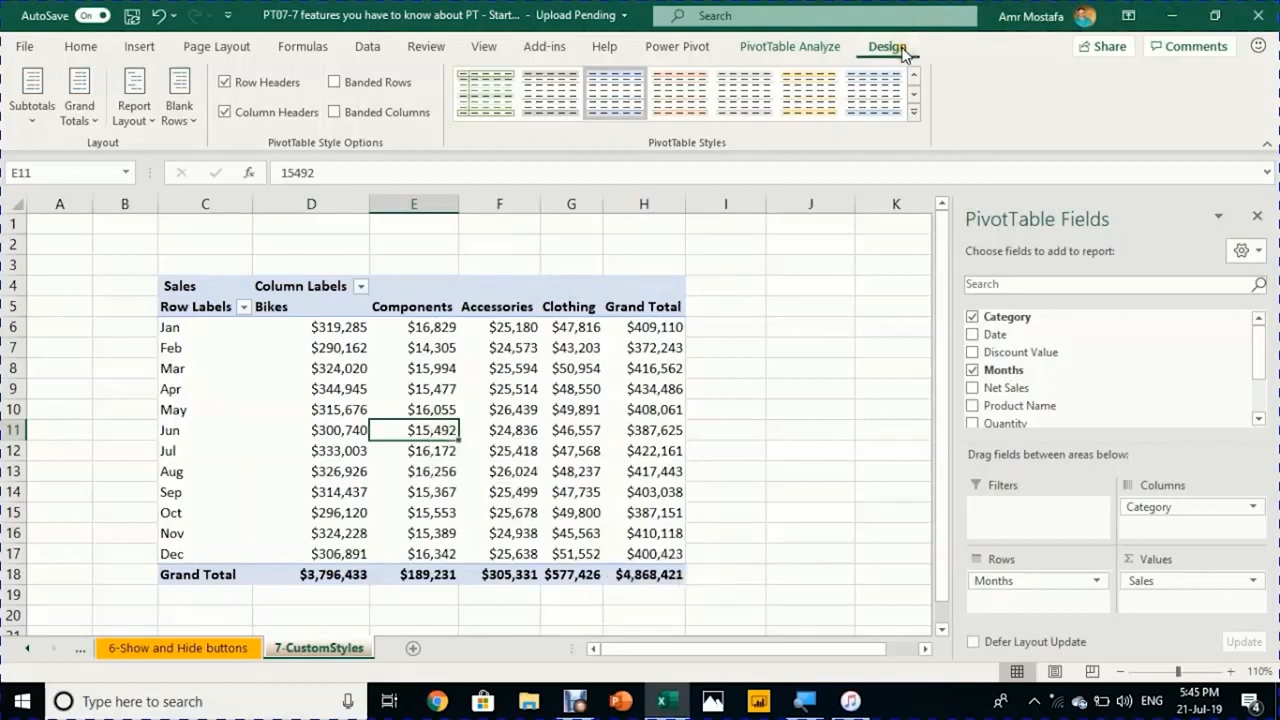 AutoSave On PT07-7 features you have to know about PT - Start... - Upload Pending Search Amr Mostafa
File Home Insert Page Layout Formulas Data Review View Add-ins Help Power Pivot PivotTable Analyze Design Share Comments
Subtotals Grand Totals Report Layout Blank Rows
Row Headers Banded Rows
Column Headers Banded Columns
Layout PivotTable Style Options PivotTable Styles
E11 fx 15492
A B C D E F G H I J K
1
2
3
4 Sales Column Labels
5 Row Labels Bikes Components Accessories Clothing Grand Total
6 Jan $319,285 $16,829 $25,180 $47,816 $409,110
7 Feb $290,162 $14,305 $24,573 $43,203 $372,243
8 Mar $324,020 $15,994 $25,594 $50,954 $416,562
9 Apr $344,945 $15,477 $25,514 $48,550 $434,486
10 May $315,676 $16,055 $26,439 $49,891 $408,061
11 Jun $300,740 $15,492 $24,836 $46,557 $387,625
12 Jul $333,003 $16,172 $25,418 $47,568 $422,161
13 Aug $326,926 $16,256 $26,024 $48,237 $417,443
14 Sep $314,437 $15,367 $25,499 $47,735 $403,038
15 Oct $296,120 $15,553 $25,678 $49,800 $387,151
16 Nov $324,228 $15,389 $24,938 $45,563 $410,118
17 Dec $306,891 $16,342 $25,638 $51,552 $400,423
18 Grand Total $3,796,433 $189,231 $305,331 $577,426 $4,868,421
19
20
PivotTable Fields
Choose fields to add to report:
Search
Category
Date
Discount Value
Months
Net Sales
Product Name
Quantity
Drag fields between areas below:
Filters Columns
Category
Rows Values
Months Sales
Defer Layout Update Update
... 6-Show and Hide buttons 7-CustomStyles
110%
Type here to search ENG 5:45 PM
21-Jul-19 4